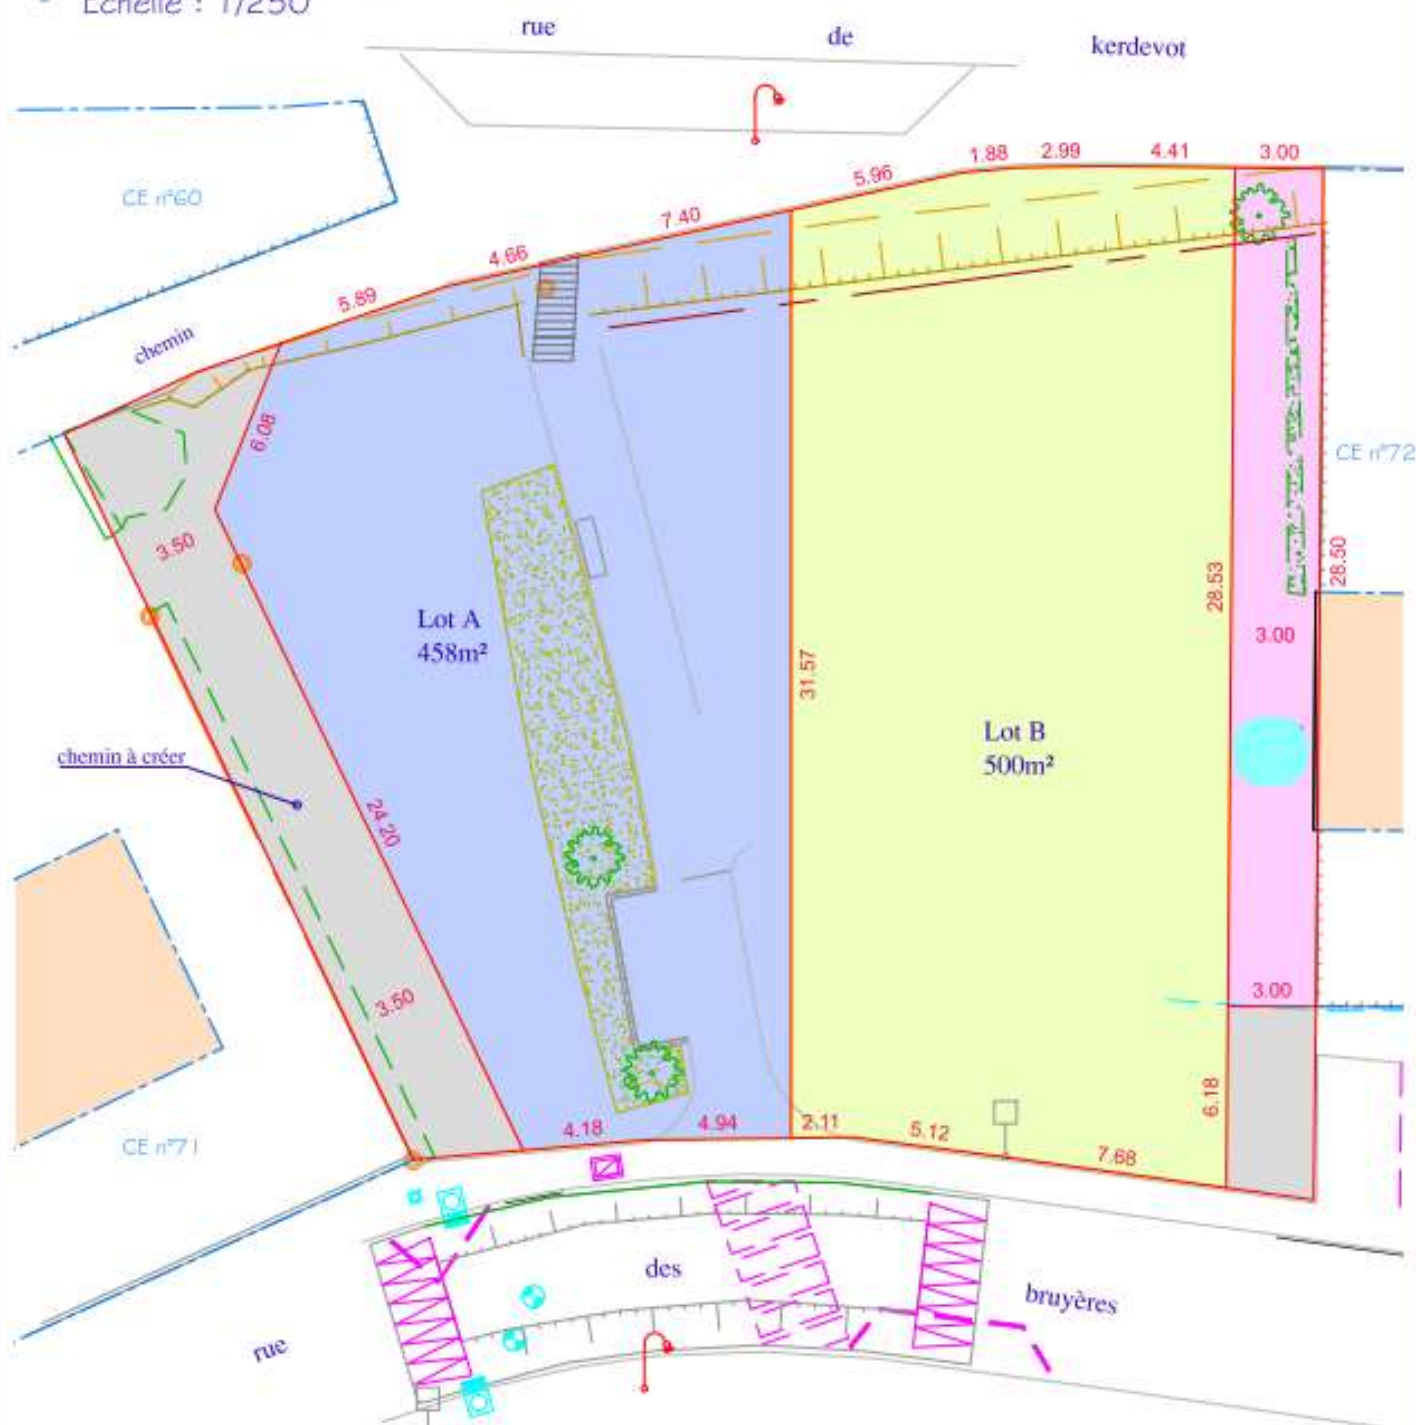 Echelle : 1/250
rue de kerdevot
CE n°60
1.88 2.99 4.41 3.00
5.96
7.40
4.66
5.89
chemin
6.08
CE n°72
3.50
28.50
28.53
Lot A
458m²
3.00
31.57
Lot B
500m²
chemin à créer
24.20
3.50
3.00
6.18
4.18 4.94 2.11 5.12 7.68
CE n°71
rue des bruyères